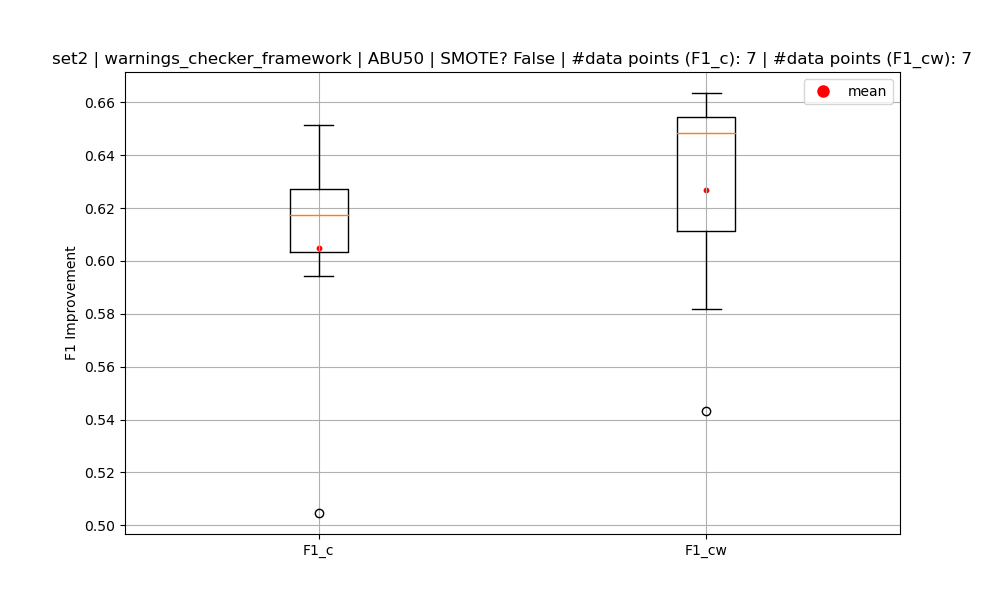 set2 | warnings_checker_framework | ABU50 | SMOTE? False | #data points (F1_c): 7 | #data points (F1_cw): 7
mean
0.66
0.64
0.62
0.60
0.58
0.56
0.54
0.52
0.50
F1 Improvement
F1_c
F1_cw